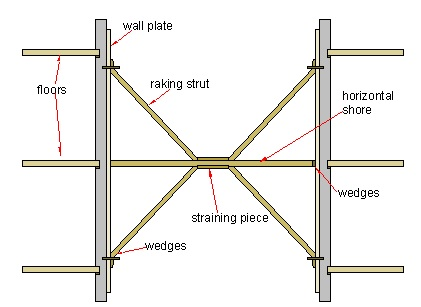 wall plate
raking strut
floors
horizontal
shore
wedges
straining piece
wedges